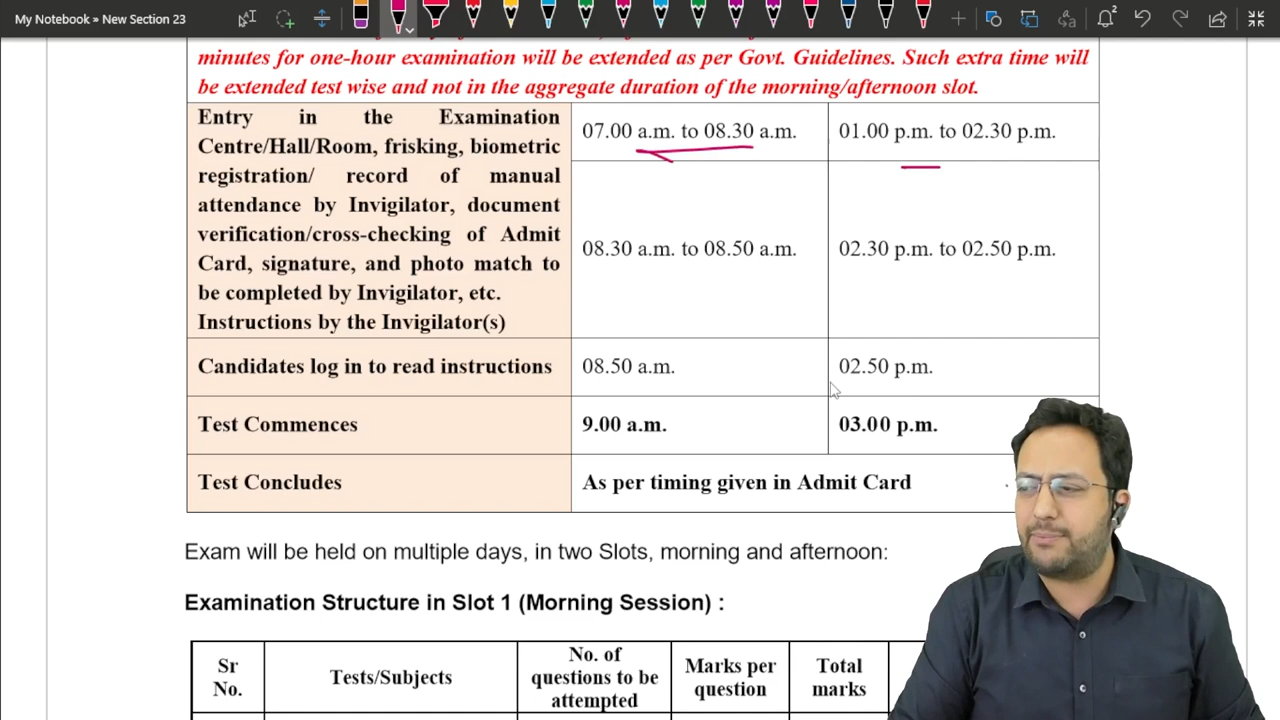 My Notebook » New Section 23
2
minutes for one-hour examination will be extended as per Govt. Guidelines. Such extra time will
be extended test wise and not in the aggregate duration of the morning/afternoon slot.
Entry in the Examination
Centre/Hall/Room, frisking, biometric
registration/ record of manual
attendance by Invigilator, document
verification/cross-checking of Admit
Card, signature, and photo match to
be completed by Invigilator, etc.
Instructions by the Invigilator(s)
07.00 a.m. to 08.30 a.m.
01.00 p.m. to 02.30 p.m.
08.30 a.m. to 08.50 a.m.
02.30 p.m. to 02.50 p.m.
Candidates log in to read instructions
08.50 a.m.
02.50 p.m.
Test Commences
9.00 a.m.
03.00 p.m.
Test Concludes
As per timing given in Admit Card
Exam will be held on multiple days, in two Slots, morning and afternoon:
Examination Structure in Slot 1 (Morning Session) :
Sr
No.
Tests/Subjects
No. of
questions to be
attempted
Marks per
question
Total
marks